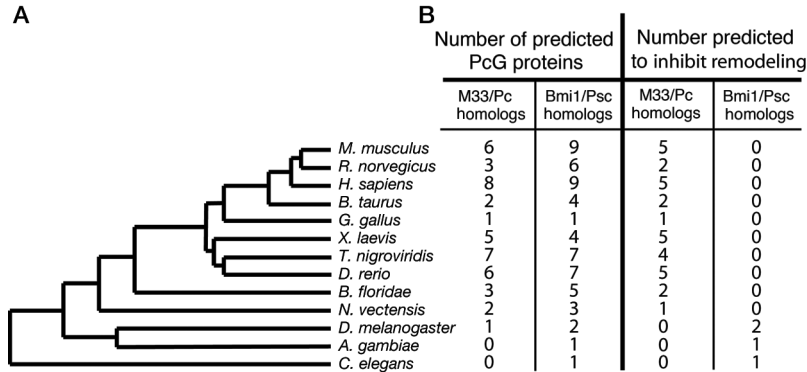 A
B
Number of predicted PcG proteins
Number predicted to inhibit remodeling
M33/Pc homologs
Bmi1/Psc homologs
M33/Pc homologs
Bmi1/Psc homologs
M. musculus 6 9 5 0
R. norvegicus 3 6 2 0
H. sapiens 8 9 5 0
B. taurus 2 4 2 0
G. gallus 1 1 1 0
X. laevis 5 4 5 0
T. nigroviridis 7 7 4 0
D. rerio 6 7 5 0
B. floridae 3 5 2 0
N. vectensis 2 3 1 0
D. melanogaster 1 2 0 2
A. gambiae 0 1 0 1
C. elegans 0 1 0 1